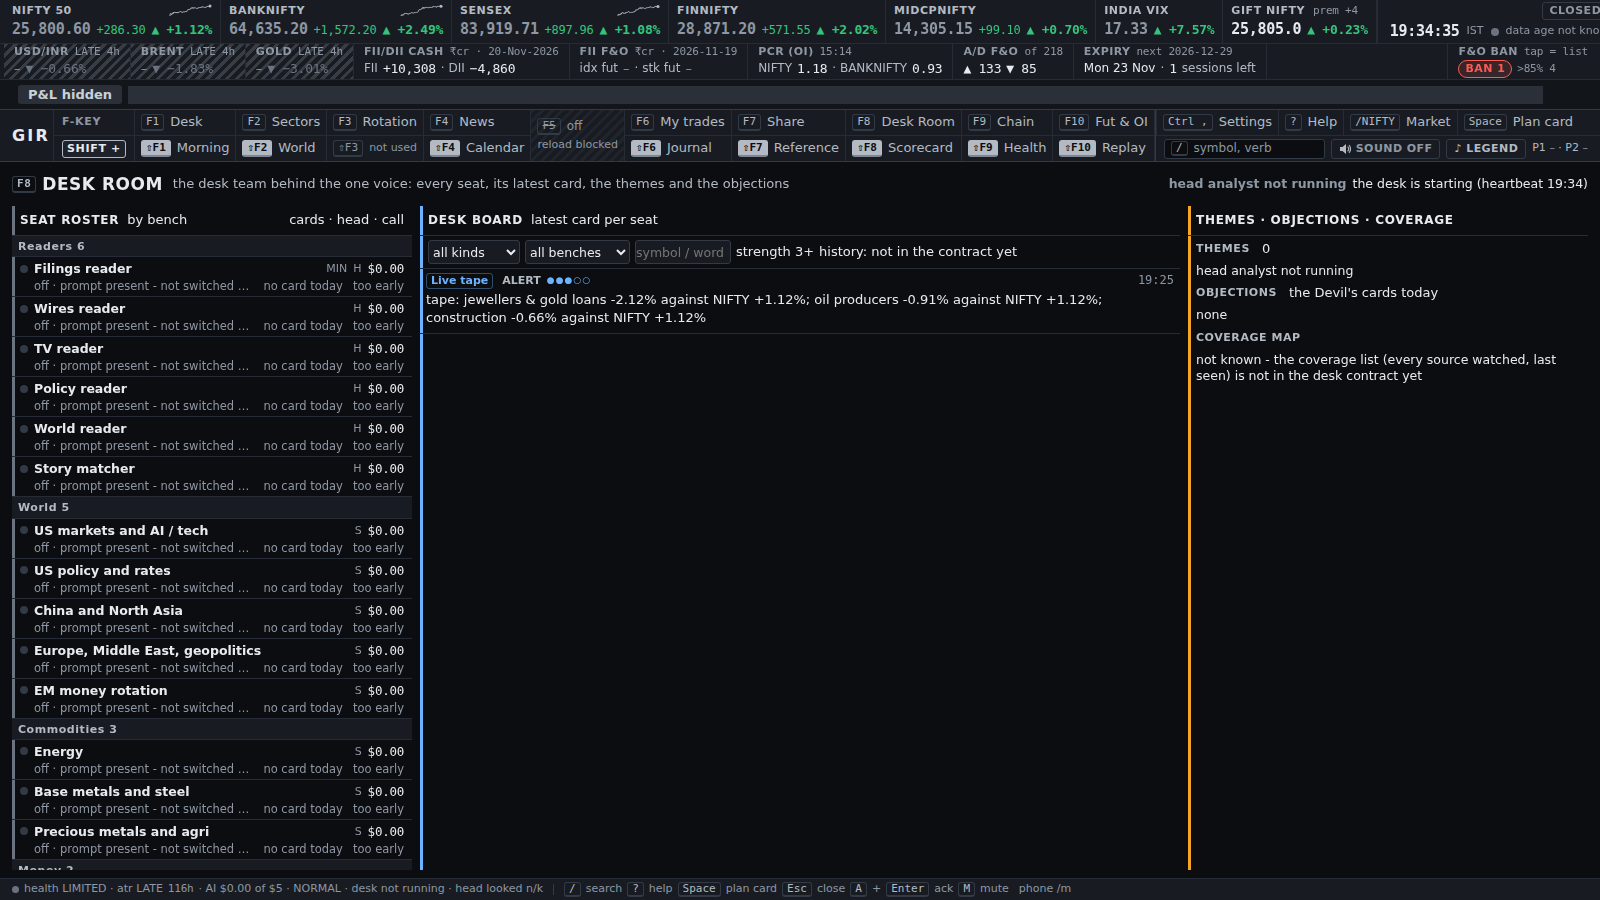 NIFTY 50
25,800.60 +286.30 ▲ +1.12%
BANKNIFTY
64,635.20 +1,572.20 ▲ +2.49%
SENSEX
83,919.71 +897.96 ▲ +1.08%
FINNIFTY
28,871.20 +571.55 ▲ +2.02%
MIDCPNIFTY
14,305.15 +99.10 ▲ +0.70%
INDIA VIX
17.33 ▲ +7.57%
GIFT NIFTY prem +4
25,805.0 ▲ +0.23%
CLOSED
19:34:35 IST ● data age not kno
USD/INR LATE 4h
– ▼ −0.66%
BRENT LATE 4h
– ▼ −1.83%
GOLD LATE 4h
– ▼ −3.01%
FII/DII CASH ₹cr · 20-Nov-2026
FII +10,308 · DII −4,860
FII F&O ₹cr · 2026-11-19
idx fut – · stk fut –
PCR (OI) 15:14
NIFTY 1.18 · BANKNIFTY 0.93
A/D F&O of 218
▲ 133 ▼ 85
EXPIRY next 2026-12-29
Mon 23 Nov · 1 sessions left
F&O BAN tap = list
BAN 1 >85% 4
P&L hidden
GIR
F-KEY
F1 Desk
F2 Sectors
F3 Rotation
F4 News
F5 off
reload blocked
F6 My trades
F7 Share
F8 Desk Room
F9 Chain
F10 Fut & OI
Ctrl , Settings
? Help
/NIFTY Market
Space Plan card
SHIFT +
⇧F1 Morning
⇧F2 World
⇧F3 not used
⇧F4 Calendar
⇧F6 Journal
⇧F7 Reference
⇧F8 Scorecard
⇧F9 Health
⇧F10 Replay
/ symbol, verb
SOUND OFF
♪ LEGEND
P1 – · P2 –
F8 DESK ROOM the desk team behind the one voice: every seat, its latest card, the themes and the objections
head analyst not running the desk is starting (heartbeat 19:34)
SEAT ROSTER by bench cards · head · call
Readers 6
Filings reader MIN H $0.00
off · prompt present - not switched … no card today too early
Wires reader H $0.00
off · prompt present - not switched … no card today too early
TV reader H $0.00
off · prompt present - not switched … no card today too early
Policy reader H $0.00
off · prompt present - not switched … no card today too early
World reader H $0.00
off · prompt present - not switched … no card today too early
Story matcher H $0.00
off · prompt present - not switched … no card today too early
World 5
US markets and AI / tech S $0.00
off · prompt present - not switched … no card today too early
US policy and rates S $0.00
off · prompt present - not switched … no card today too early
China and North Asia S $0.00
off · prompt present - not switched … no card today too early
Europe, Middle East, geopolitics S $0.00
off · prompt present - not switched … no card today too early
EM money rotation S $0.00
off · prompt present - not switched … no card today too early
Commodities 3
Energy S $0.00
off · prompt present - not switched … no card today too early
Base metals and steel S $0.00
off · prompt present - not switched … no card today too early
Precious metals and agri S $0.00
off · prompt present - not switched … no card today too early
DESK BOARD latest card per seat
all kinds
all benches
symbol / word
strength 3+ history: not in the contract yet
Live tape ALERT ●●●○○ 19:25
tape: jewellers & gold loans -2.12% against NIFTY +1.12%; oil producers -0.91% against NIFTY +1.12%;
construction -0.66% against NIFTY +1.12%
THEMES · OBJECTIONS · COVERAGE
THEMES 0
head analyst not running
OBJECTIONS the Devil's cards today
none
COVERAGE MAP
not known - the coverage list (every source watched, last
seen) is not in the desk contract yet
● health LIMITED · atr LATE 116h · AI $0.00 of $5 · NORMAL · desk not running · head looked n/k
/ search ? help Space plan card Esc close A + Enter ack M mute phone /m